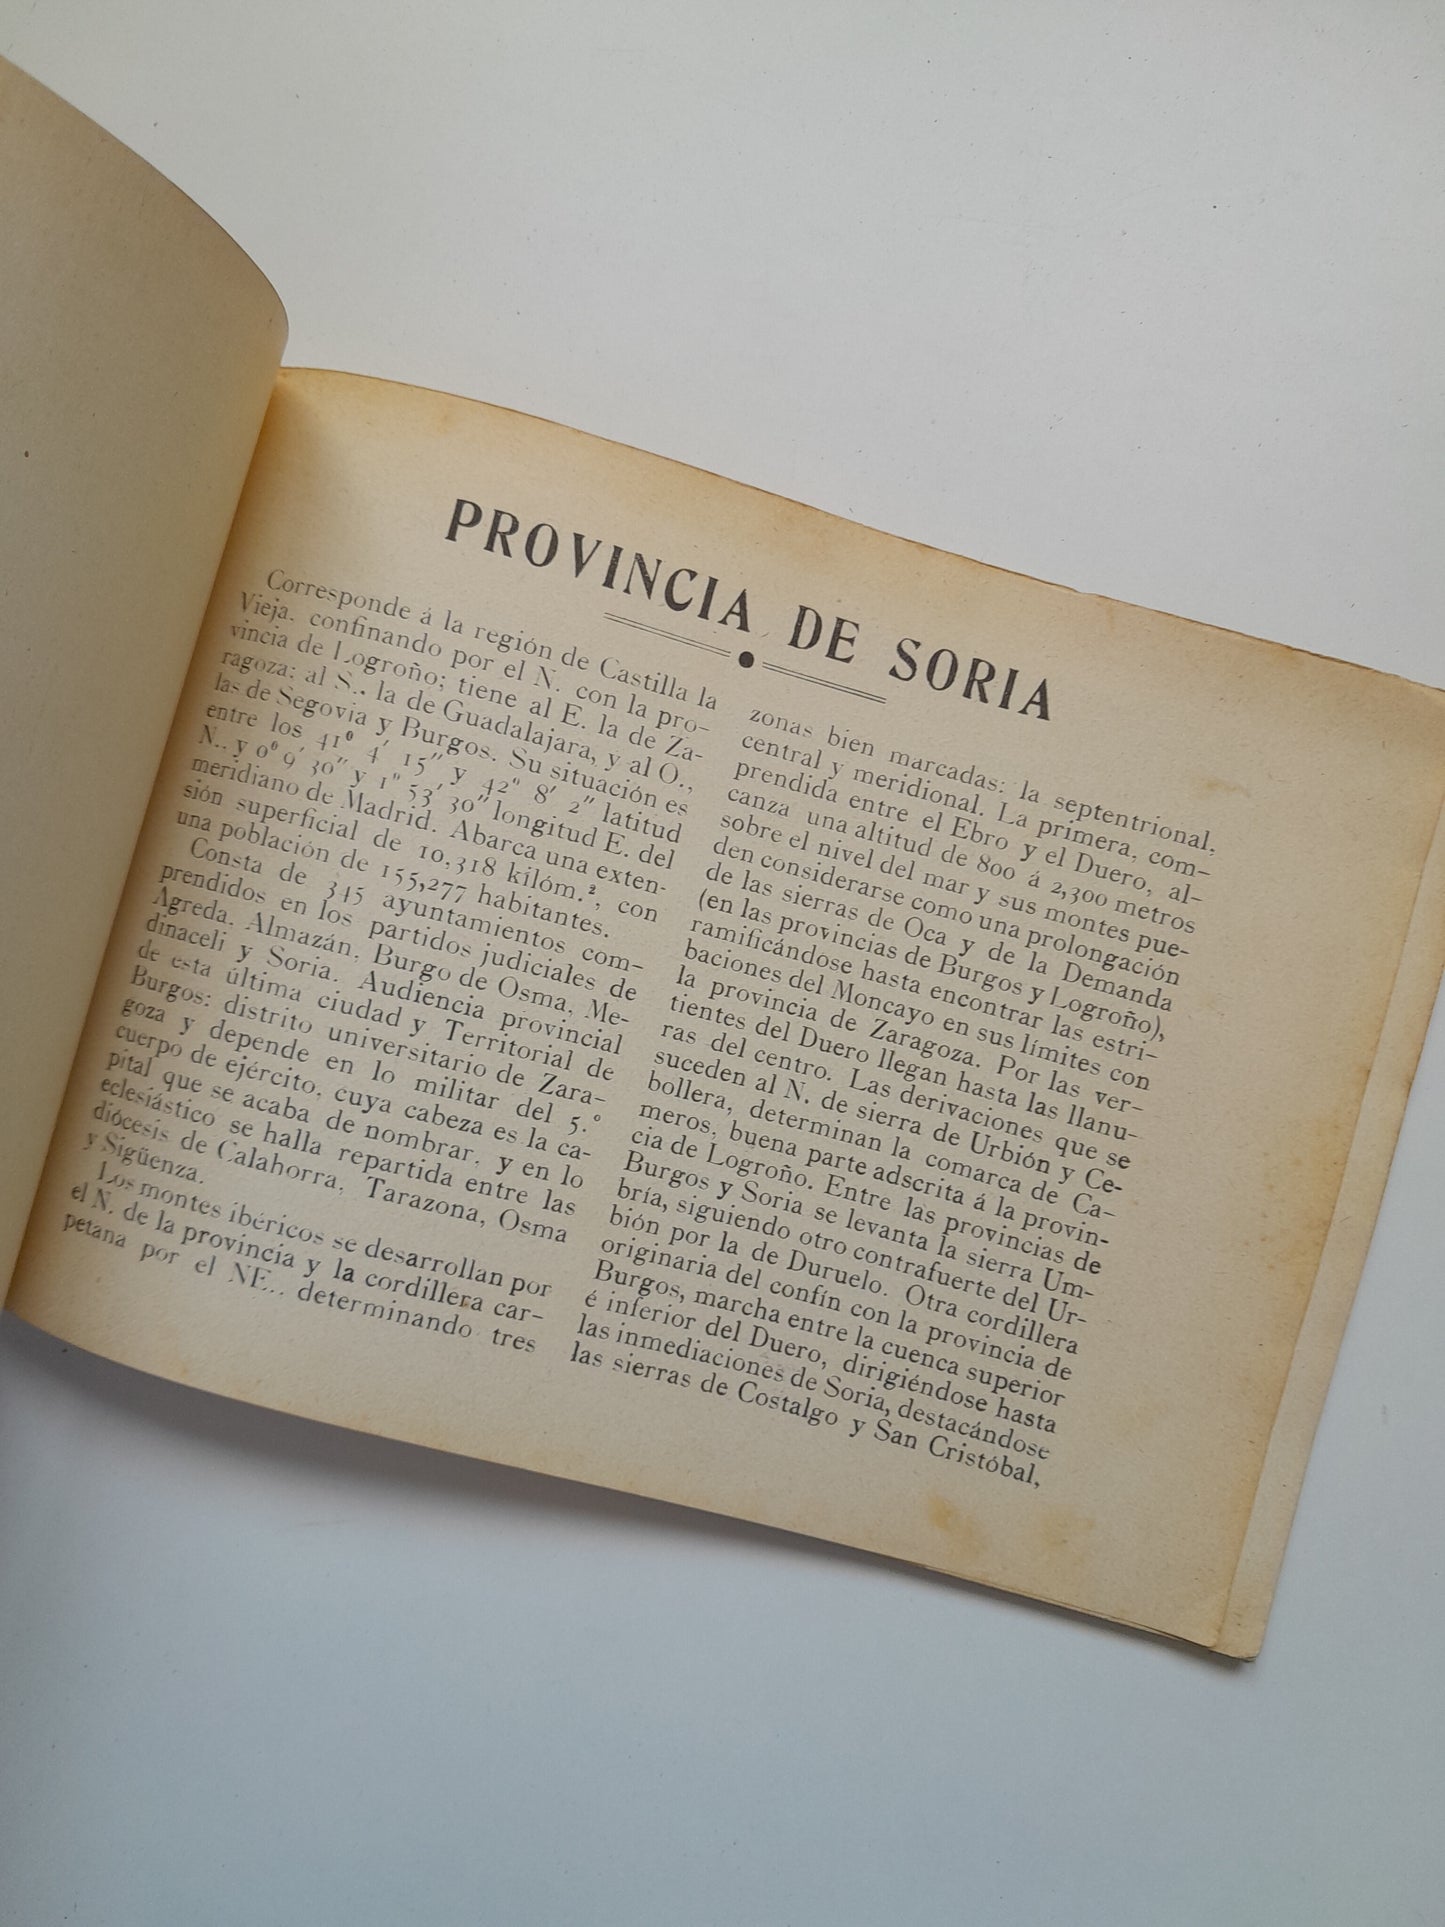 PROVINCIA DE SORIA
Corresponde á la región de Castilla la
Vieja, confinando por el N. con la pro-
vincia de Logroño; tiene al E. la de Za-
ragoza; al S., la de Guadalajara, y al O.,
las de Segovia y Burgos. Su situación es
entre los 41º 4′ 15″ y 42º 8′ 2″ latitud
N., y 0º 9′ 30″ y 1º 53′ 30″ longitud E. del
meridiano de Madrid. Abarca una exten-
sión superficial de 10,318 kilóm.², con
una población de 155,277 habitantes.
Consta de 345 ayuntamientos com-
prendidos en los partidos judiciales de
Agreda, Almazán, Burgo de Osma, Me-
dinaceli y Soria. Audiencia provincial
de esta última ciudad y Territorial de
Burgos; distrito universitario de Zara-
goza y depende en lo militar del 5.º
cuerpo de ejército, cuya cabeza es la ca-
pital que se acaba de nombrar, y en lo
eclesiástico se halla repartida entre las
diócesis de Calahorra, Tarazona, Osma
y Sigüenza.
Los montes ibéricos se desarrollan por
el N. de la provincia y la cordillera car-
petana por el NE., determinando tres
zonas bien marcadas: la septentrional,
central y meridional. La primera, com-
prendida entre el Ebro y el Duero, al-
canza una altitud de 800 á 2,300 metros
sobre el nivel del mar y sus montes pue-
den considerarse como una prolongación
de las sierras de Oca y de la Demanda
(en las provincias de Burgos y Logroño),
ramificándose hasta encontrar las estri-
baciones del Moncayo en sus límites con
la provincia de Zaragoza. Por las ver-
tientes del Duero llegan hasta las llanu-
ras del centro. Las derivaciones que se
suceden al N. de sierra de Urbión y Ce-
bollera, determinan la comarca de Ca-
meros, buena parte adscrita á la provin-
cia de Logroño. Entre las provincias de
Burgos y Soria se levanta la sierra Um-
bría, siguiendo otro contrafuerte del Ur-
bión por la de Duruelo. Otra cordillera
originaria del confín con la provincia de
Burgos, marcha entre la cuenca superior
é inferior del Duero, dirigiéndose hasta
las inmediaciones de Soria, destacándose
las sierras de Costalgo y San Cristóbal,